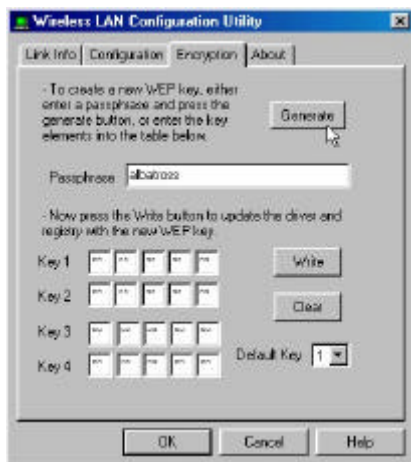 Wireless LAN Configuration Utility
Link Info Configuration Encryption About
- To create a new WEP key, either
enter a passphrase and press the
generate button, or enter the key
elements into the table below.
Generate
Passphrase albatross
- Now press the Write button to update the driver and
registry with the new WEP key.
Key 1 ** ** ** ** **
Write
Key 2 ** ** ** ** **
Clear
Key 3 ** ** ** ** **
Default Key 1
Key 4 ** ** ** ** **
OK Cancel Help